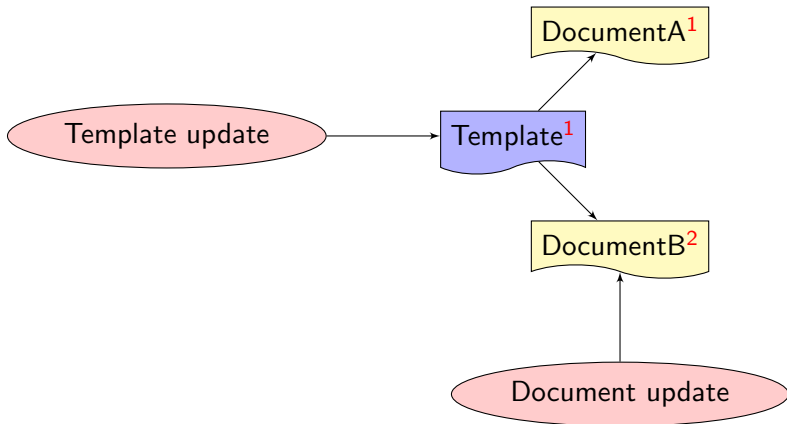 DocumentA¹
Template update
Template¹
DocumentB²
Document update